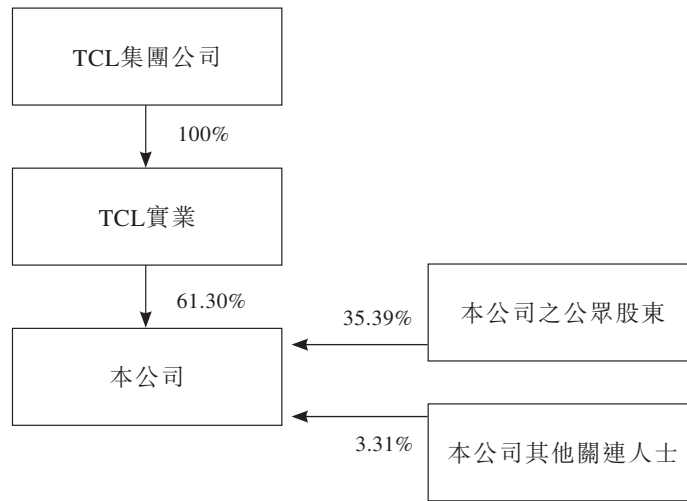 TCL集團公司
100%
TCL實業
61.30%
35.39%
本公司之公眾股東
本公司
3.31%
本公司其他關連人士